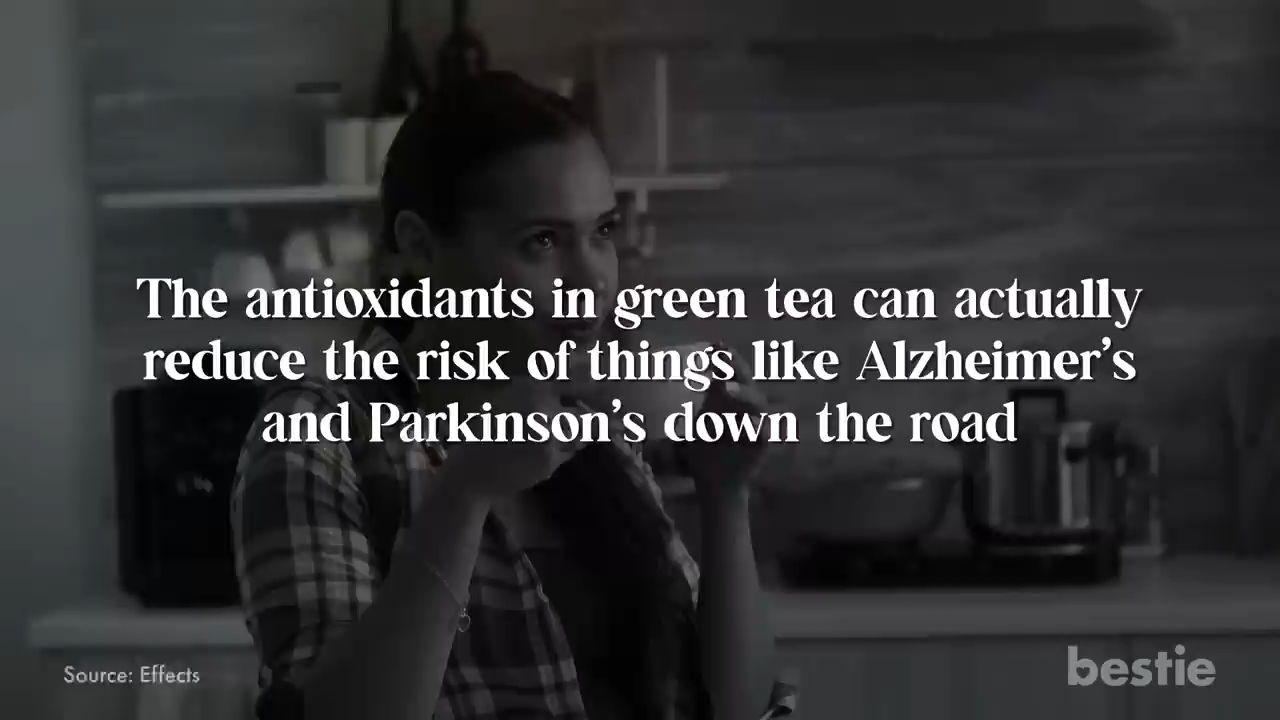 The antioxidants in green tea can actually
reduce the risk of things like Alzheimer's
and Parkinson's down the road
Source: Effects
bestie